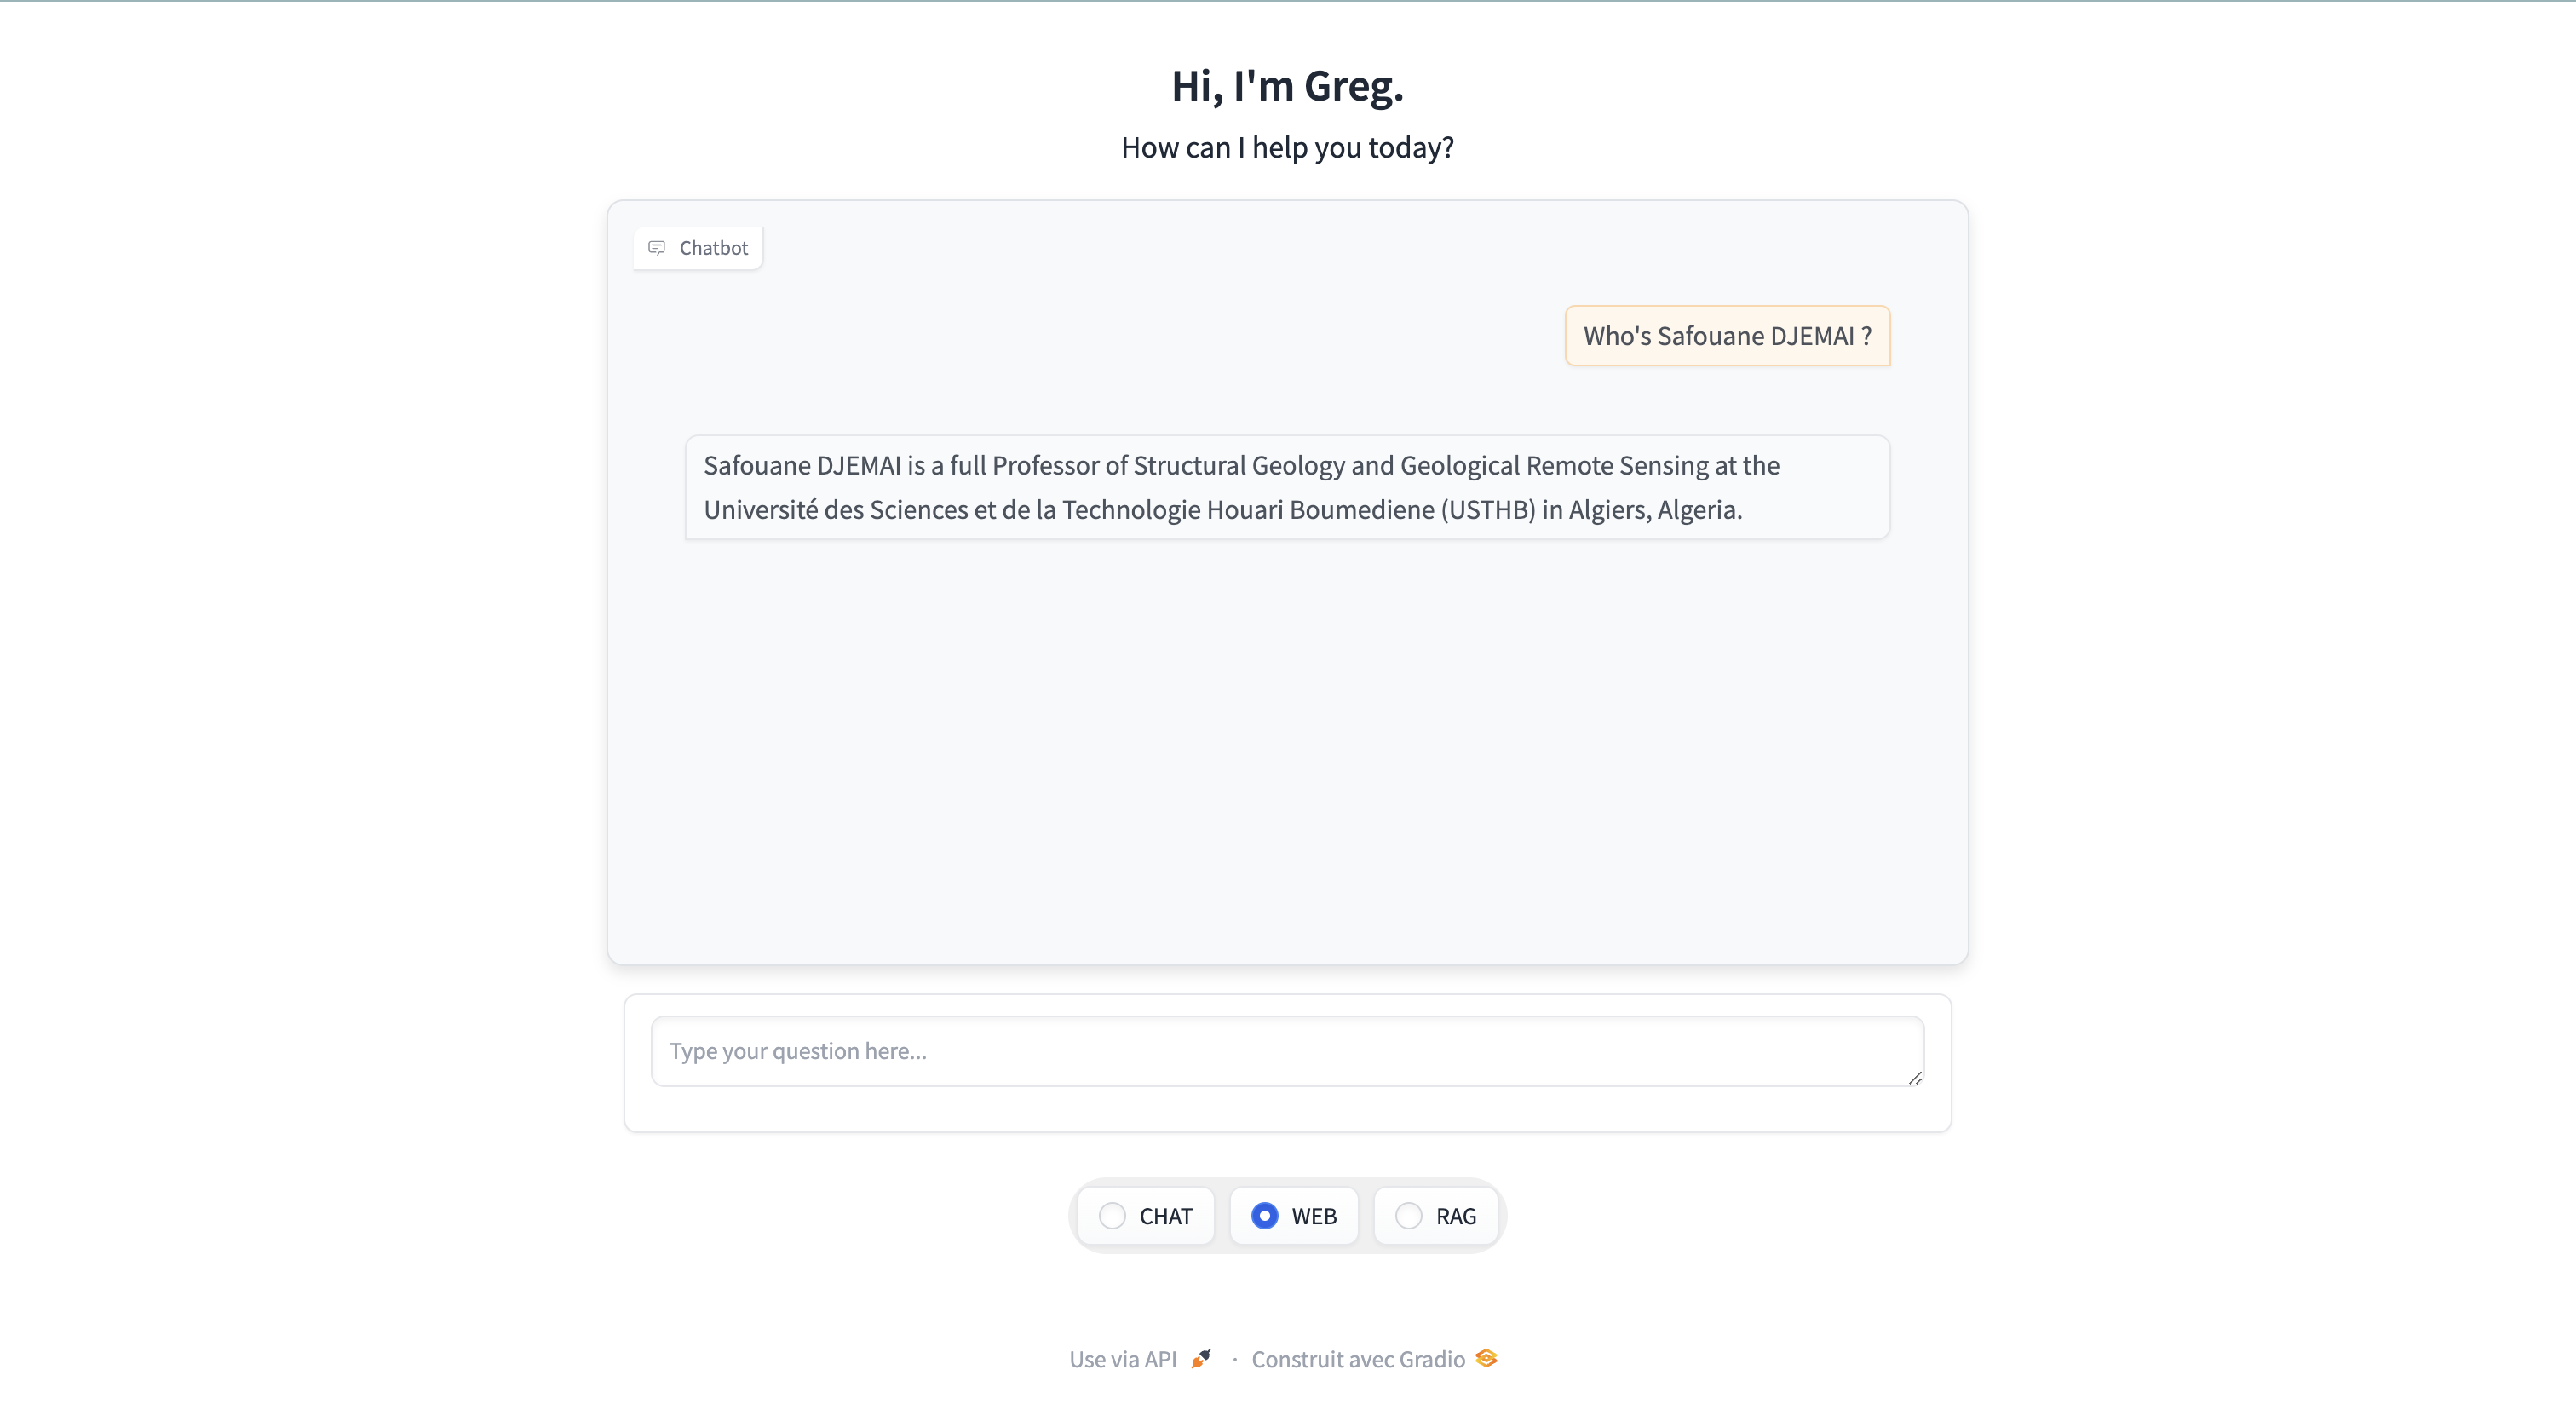 Hi, I'm Greg.
How can I help you today?
Chatbot
Who's Safouane DJEMAI ?
Safouane DJEMAI is a full Professor of Structural Geology and Geological Remote Sensing at the
Université des Sciences et de la Technologie Houari Boumediene (USTHB) in Algiers, Algeria.
Type your question here...
CHAT WEB RAG
Use via API · Construit avec Gradio